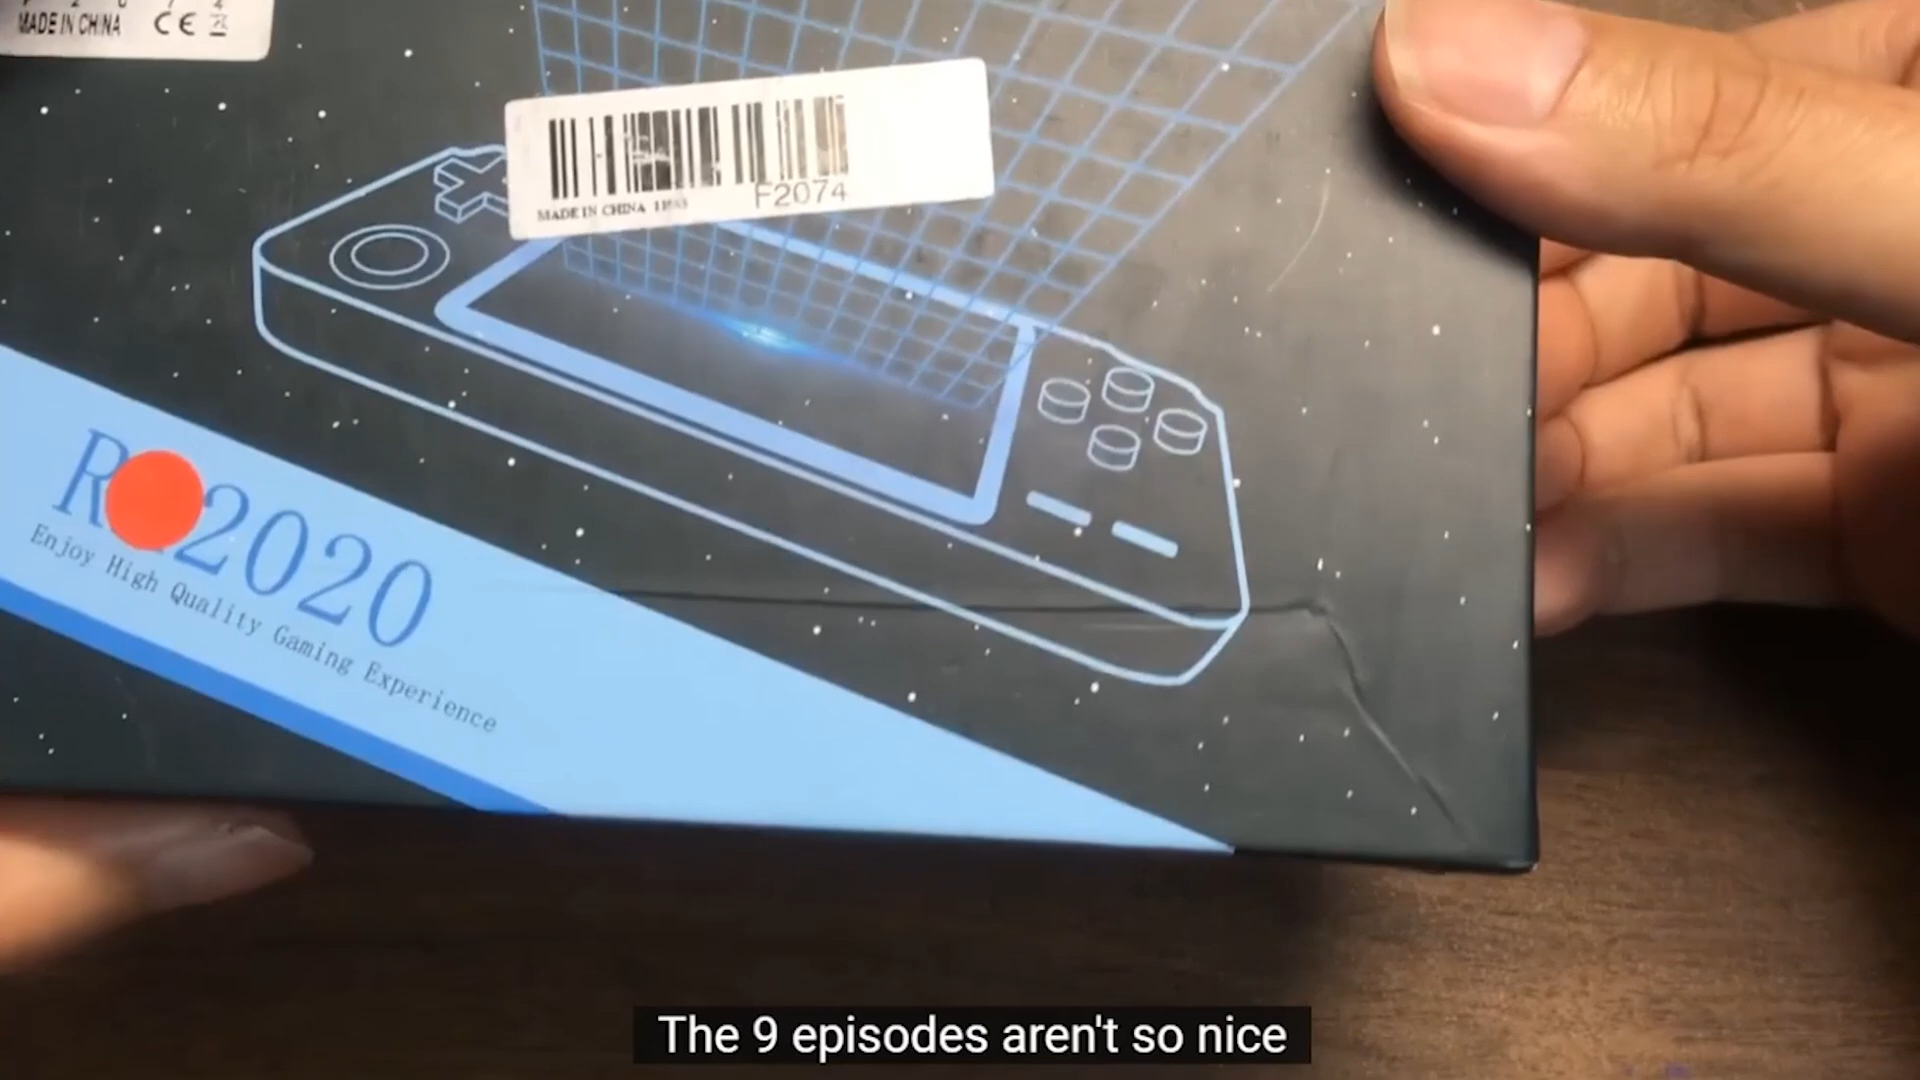 MADE IN CHINA CE
F2074
MADE IN CHINA
R 2020
Enjoy High Quality Gaming Experience
The 9 episodes aren't so nice